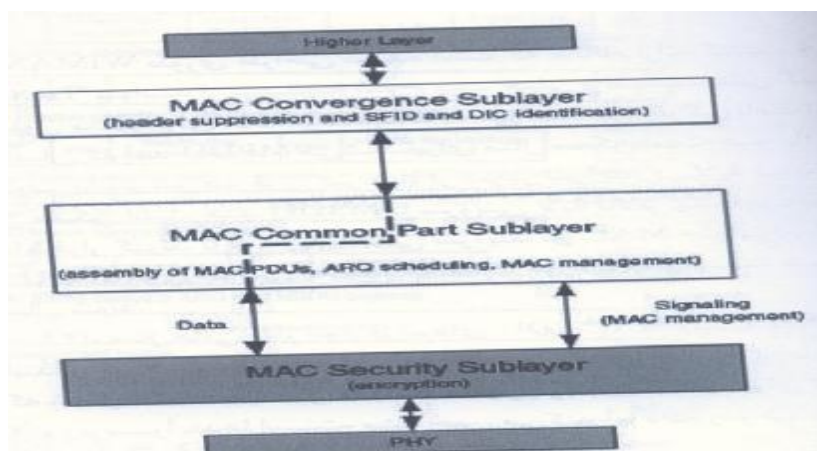 Higher Layer
MAC Convergence Sublayer
(header suppression and SFID and DIC identification)
MAC Common Part Sublayer
(assembly of MAC PDUs, ARQ scheduling, MAC management)
Data
Signaling
(MAC management)
MAC Security Sublayer
(encryption)
PHY